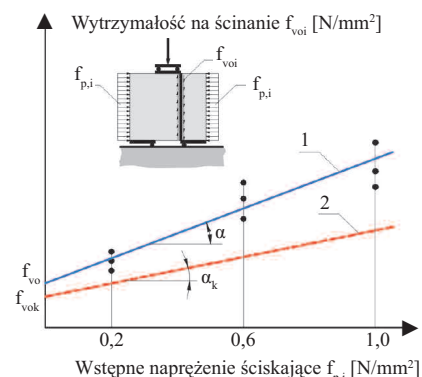 Wytrzymałość na ścinanie f_voi [N/mm²]
f_voi
f_p,i
f_p,i
1
2
α
α_k
f_vo
f_vok
0,2
0,6
1,0
Wstępne naprężenie ściskające f_p,i [N/mm²]